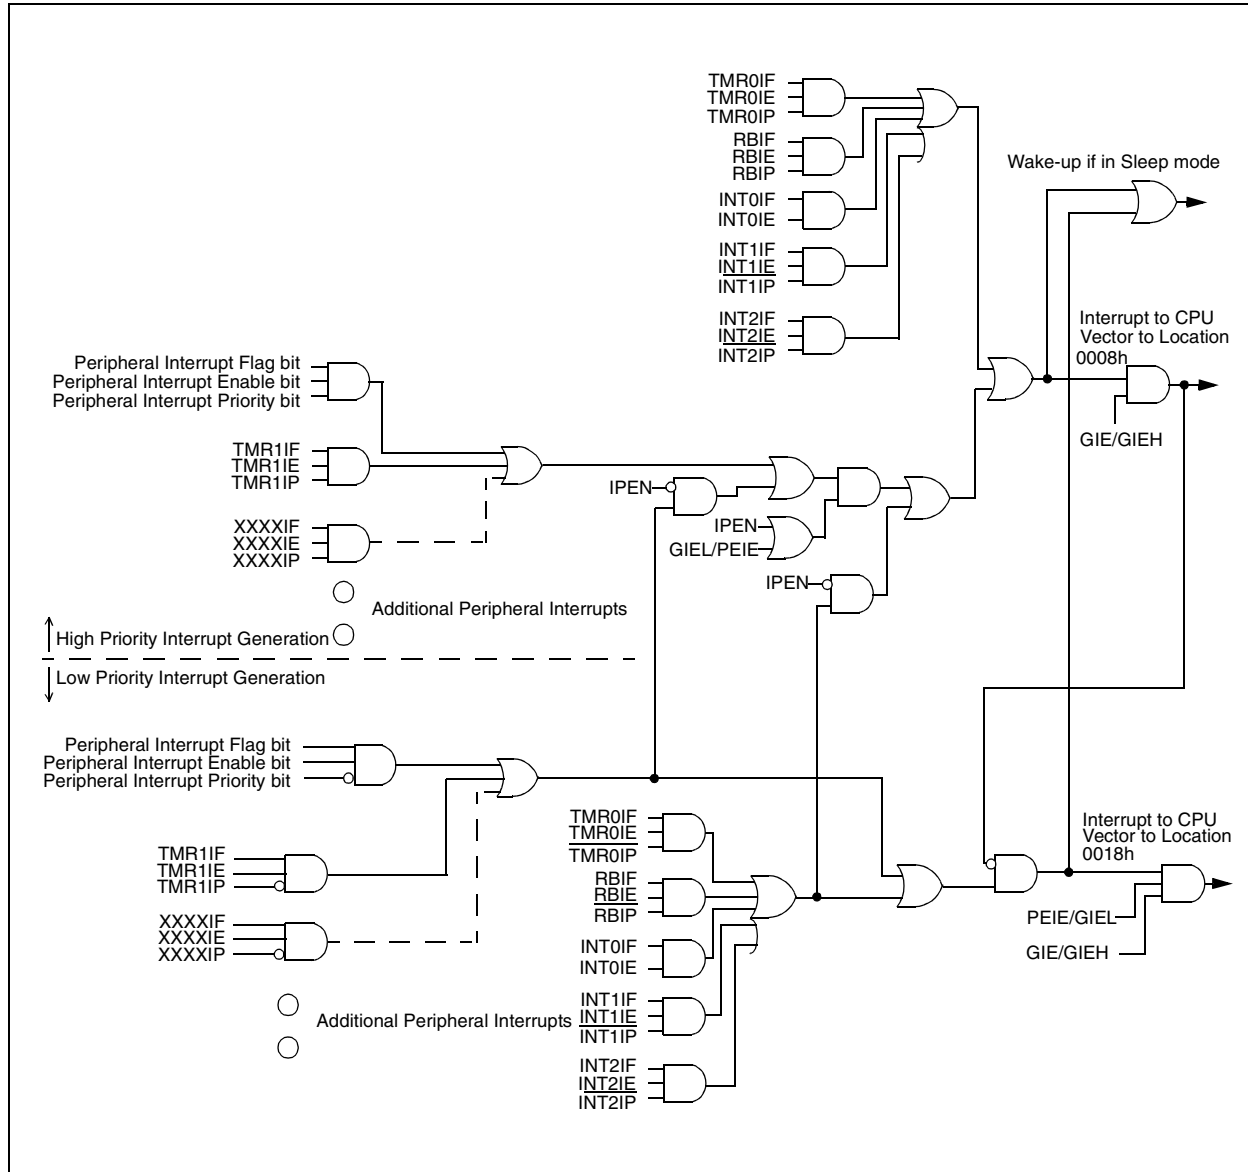 TMR0IF
TMR0IE
TMR0IP
RBIF
RBIE
RBIP
INT0IF
INT0IE
INT1IF
INT1IE
INT1IP
INT2IF
INT2IE
INT2IP
Wake-up if in Sleep mode
Interrupt to CPU
Vector to Location
0008h
GIE/GIEH
Peripheral Interrupt Flag bit
Peripheral Interrupt Enable bit
Peripheral Interrupt Priority bit
TMR1IF
TMR1IE
TMR1IP
XXXXIF
XXXXIE
XXXXIP
IPEN
IPEN
GIEL/PEIE
IPEN
Additional Peripheral Interrupts
High Priority Interrupt Generation
Low Priority Interrupt Generation
Peripheral Interrupt Flag bit
Peripheral Interrupt Enable bit
Peripheral Interrupt Priority bit
TMR1IF
TMR1IE
TMR1IP
XXXXIF
XXXXIE
XXXXIP
Additional Peripheral Interrupts
TMR0IF
TMR0IE
TMR0IP
RBIF
RBIE
RBIP
INT0IF
INT0IE
INT1IF
INT1IE
INT1IP
INT2IF
INT2IE
INT2IP
Interrupt to CPU
Vector to Location
0018h
PEIE/GIEL
GIE/GIEH